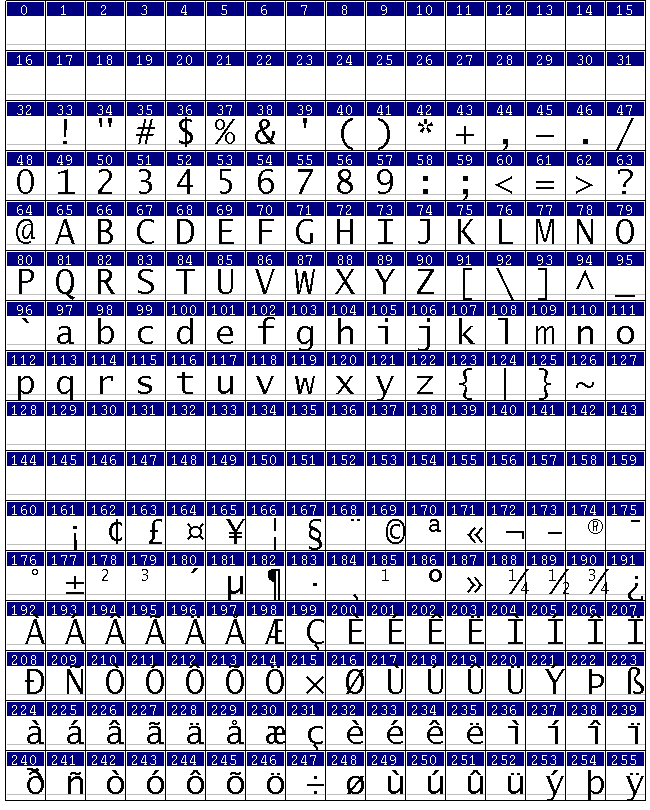 0 1 2 3 4 5 6 7 8 9 10 11 12 13 14 15
16 17 18 19 20 21 22 23 24 25 26 27 28 29 30 31
32 33 34 35 36 37 38 39 40 41 42 43 44 45 46 47
! " # $ % & ' ( ) * + , - . /
48 49 50 51 52 53 54 55 56 57 58 59 60 61 62 63
0 1 2 3 4 5 6 7 8 9 : ; < = > ?
64 65 66 67 68 69 70 71 72 73 74 75 76 77 78 79
@ A B C D E F G H I J K L M N O
80 81 82 83 84 85 86 87 88 89 90 91 92 93 94 95
P Q R S T U V W X Y Z [ \ ] ^ _
96 97 98 99 100 101 102 103 104 105 106 107 108 109 110 111
` a b c d e f g h i j k l m n o
112 113 114 115 116 117 118 119 120 121 122 123 124 125 126 127
p q r s t u v w x y z { | } ~
128 129 130 131 132 133 134 135 136 137 138 139 140 141 142 143
144 145 146 147 148 149 150 151 152 153 154 155 156 157 158 159
160 161 162 163 164 165 166 167 168 169 170 171 172 173 174 175
¡ ¢ £ ¤ ¥ ¦ § ¨ © ª « ¬ - ® ¯
176 177 178 179 180 181 182 183 184 185 186 187 188 189 190 191
° ± ² ³ ´ µ ¶ · ¸ ¹ º » ¼ ½ ¾ ¿
192 193 194 195 196 197 198 199 200 201 202 203 204 205 206 207
À Á Â Ã Ä Å Æ Ç È É Ê Ë Ì Í Î Ï
208 209 210 211 212 213 214 215 216 217 218 219 220 221 222 223
Ð Ñ Ò Ó Ô Õ Ö × Ø Ù Ú Û Ü Ý Þ ß
224 225 226 227 228 229 230 231 232 233 234 235 236 237 238 239
à á â ã ä å æ ç è é ê ë ì í î ï
240 241 242 243 244 245 246 247 248 249 250 251 252 253 254 255
ð ñ ò ó ô õ ö ÷ ø ù ú û ü ý þ ÿ